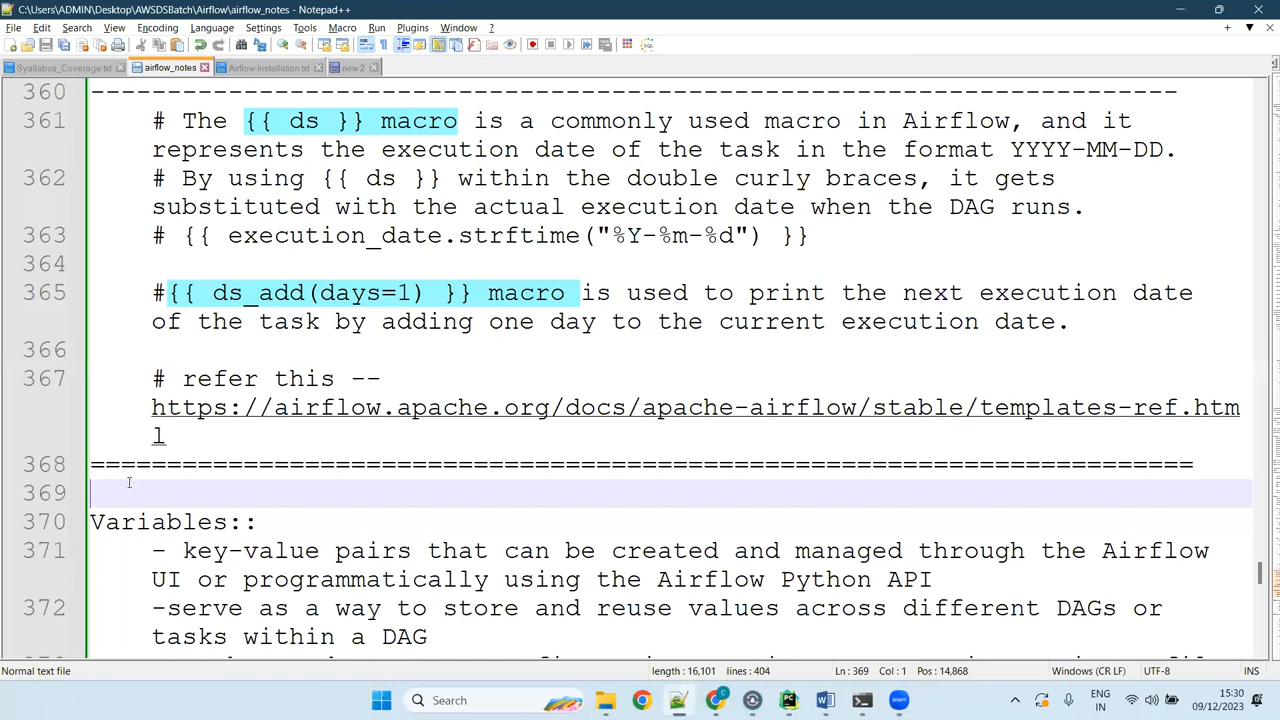 C:\Users\ADMIN\Desktop\AWSDSBatch\Airflow\airflow_notes - Notepad++
File Edit Search View Encoding Language Settings Tools Macro Run Plugins Window ?
Syallabus_Coverage.txt airflow_notes Airflow-installation.txt new 2
360 ------------------------------------------------------------------------
361 # The {{ ds }} macro is a commonly used macro in Airflow, and it
represents the execution date of the task in the format YYYY-MM-DD.
362 # By using {{ ds }} within the double curly braces, it gets
substituted with the actual execution date when the DAG runs.
363 # {{ execution_date.strftime("%Y-%m-%d") }}
364
365 #{{ ds_add(days=1) }} macro is used to print the next execution date
of the task by adding one day to the current execution date.
366
367 # refer this --
https://airflow.apache.org/docs/apache-airflow/stable/templates-ref.htm
l
368 ========================================================================
369
370 Variables::
371 - key-value pairs that can be created and managed through the Airflow
UI or programmatically using the Airflow Python API
372 -serve as a way to store and reuse values across different DAGs or
tasks within a DAG
Normal text file length : 16,101 lines : 404 Ln : 369 Col : 1 Pos : 14,868 Windows (CR LF) UTF-8 INS
Search ENG 15:30
IN 09/12/2023